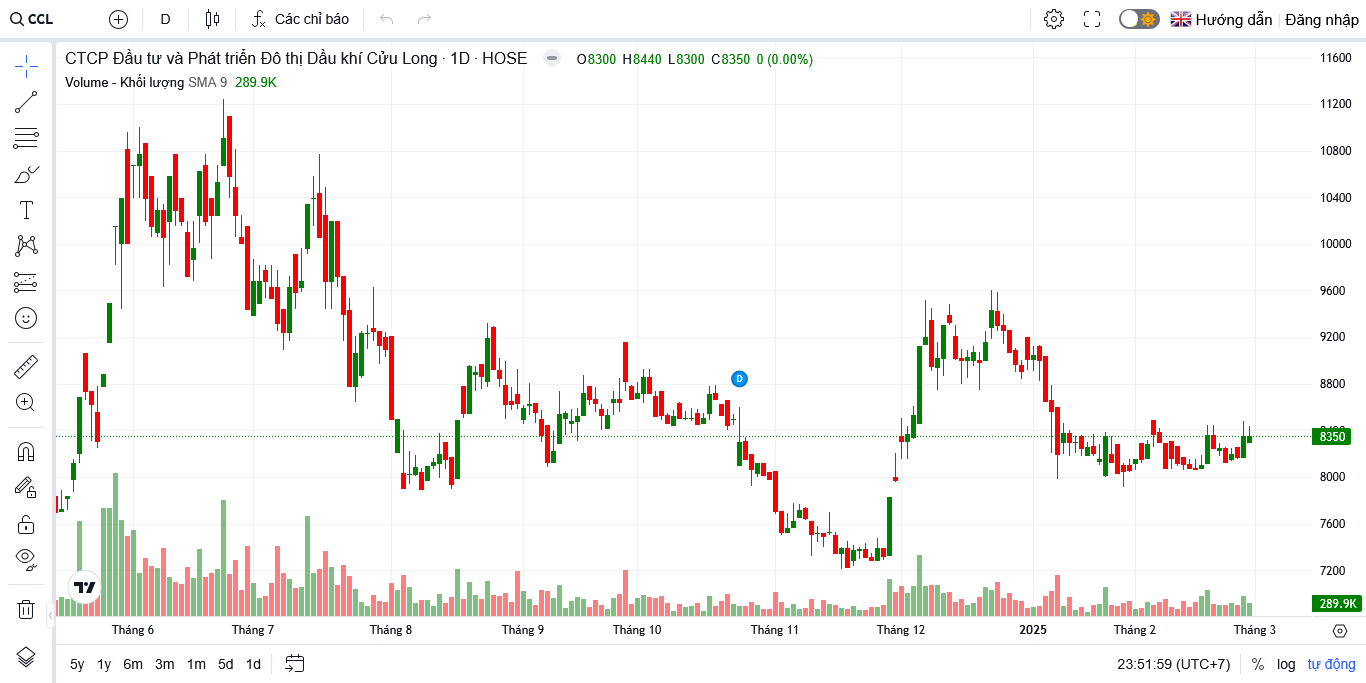 CCL D Các chỉ báo Hướng dẫn Đăng nhập
CTCP Đầu tư và Phát triển Đô thị Dầu khí Cửu Long · 1D · HOSE O8300 H8440 L8300 C8350 0 (0.00%)
Volume - Khối lượng SMA 9 289.9K
11600
11200
10800
10400
10000
9600
9200
8800
D
8350
8000
7600
7200
289.9K
Tháng 6 Tháng 7 Tháng 8 Tháng 9 Tháng 10 Tháng 11 Tháng 12 2025 Tháng 2 Tháng 3
5y 1y 6m 3m 1m 5d 1d 23:51:59 (UTC+7) % log tự động